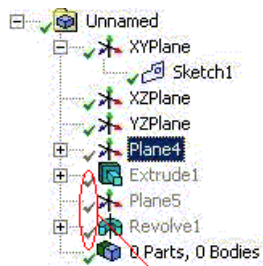 Unnamed
XYPlane
Sketch1
XZPlane
YZPlane
Plane4
Extrude1
Plane5
Revolve1
0 Parts, 0 Bodies